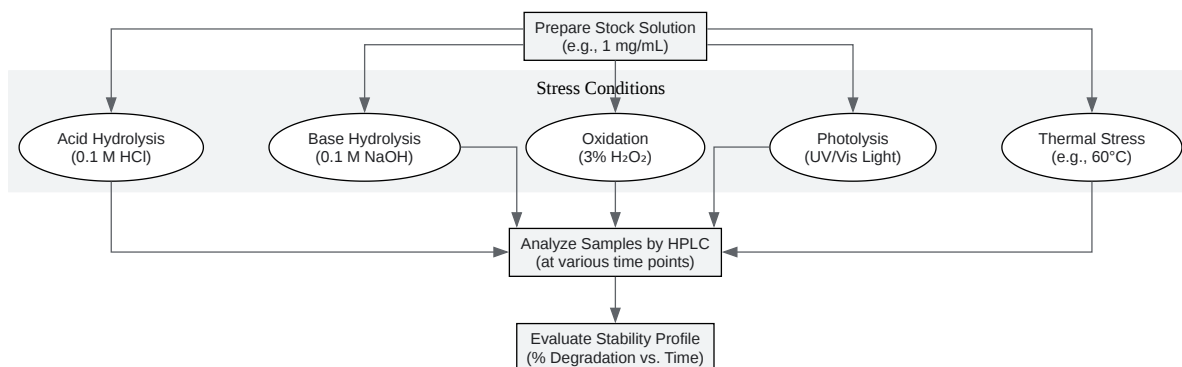 Prepare Stock Solution
(e.g., 1 mg/mL)
Stress Conditions
Acid Hydrolysis
(0.1 M HCl)
Base Hydrolysis
(0.1 M NaOH)
Oxidation
(3% H₂O₂)
Photolysis
(UV/Vis Light)
Thermal Stress
(e.g., 60°C)
Analyze Samples by HPLC
(at various time points)
Evaluate Stability Profile
(% Degradation vs. Time)